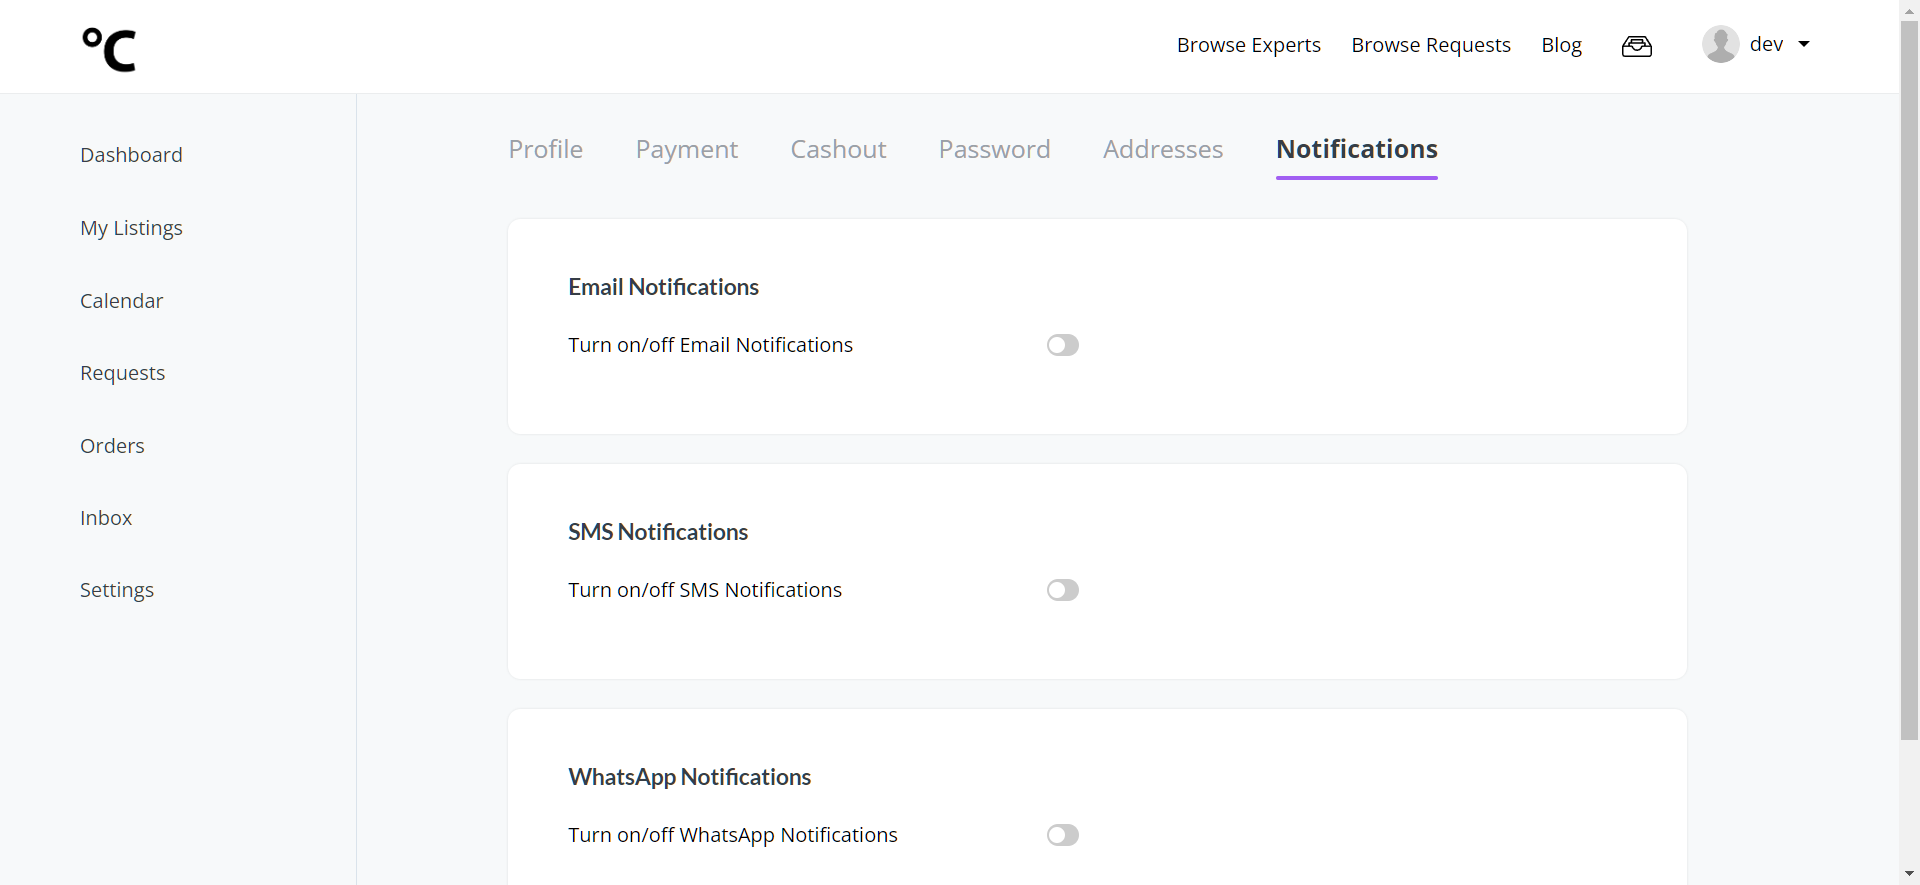 °C
Browse Experts Browse Requests Blog dev
Dashboard
My Listings
Calendar
Requests
Orders
Inbox
Settings
Profile Payment Cashout Password Addresses Notifications
Email Notifications
Turn on/off Email Notifications
SMS Notifications
Turn on/off SMS Notifications
WhatsApp Notifications
Turn on/off WhatsApp Notifications